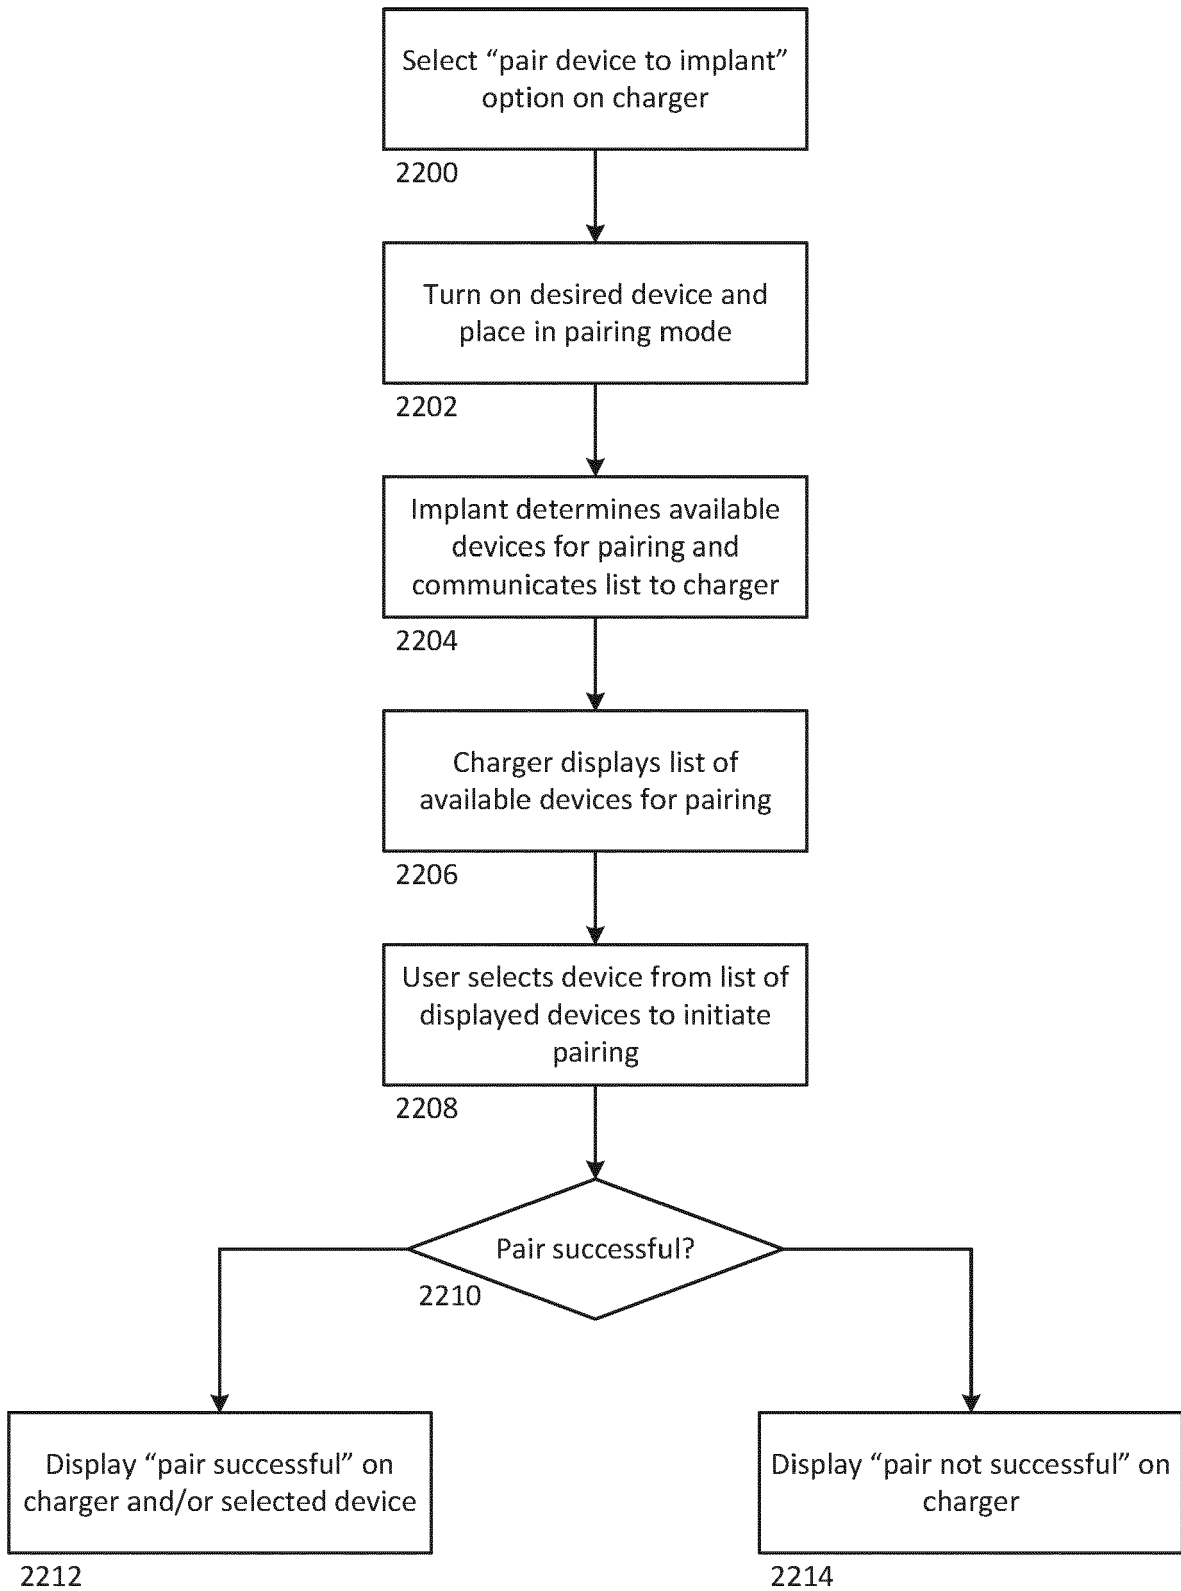 Select “pair device to implant”
option on charger
2200
Turn on desired device and
place in pairing mode
2202
Implant determines available
devices for pairing and
communicates list to charger
2204
Charger displays list of
available devices for pairing
2206
User selects device from list of
displayed devices to initiate
pairing
2208
Pair successful?
2210
Display “pair successful” on
charger and/or selected device
2212
Display “pair not successful” on
charger
2214